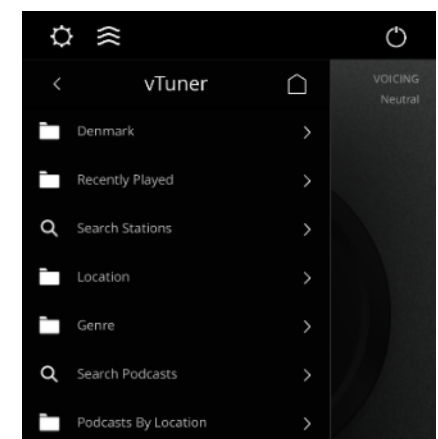 vTuner
VOICING
Neutral
Denmark
Recently Played
Search Stations
Location
Genre
Search Podcasts
Podcasts By Location